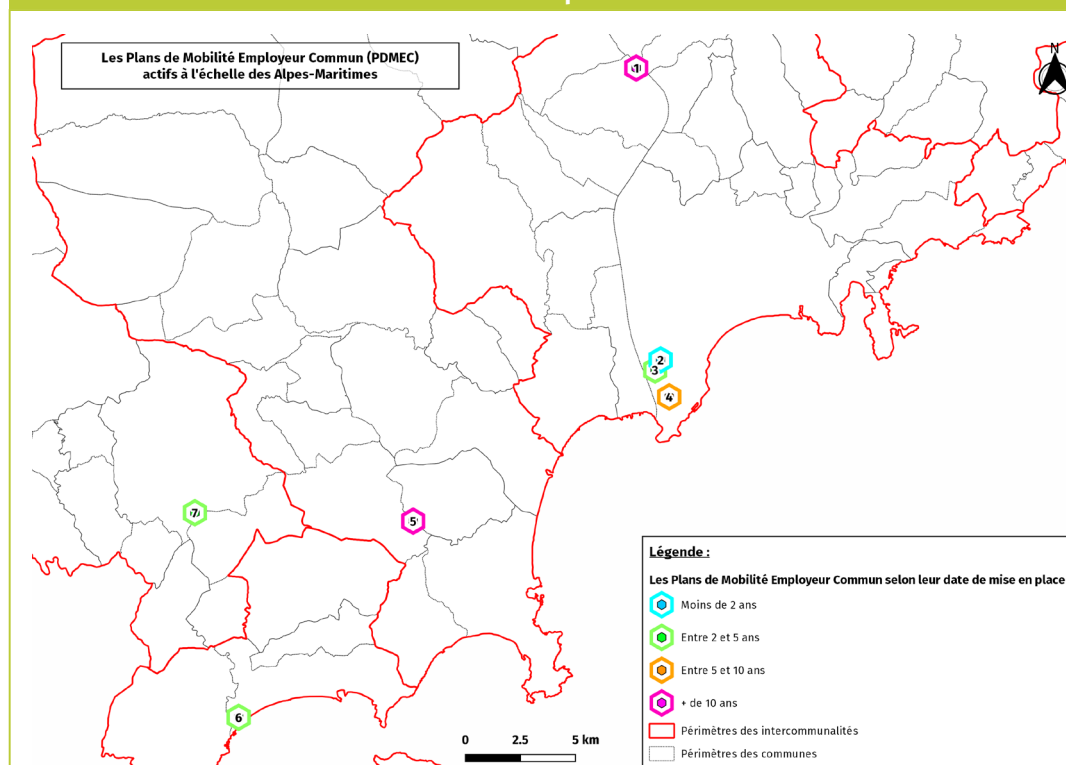 Les Plans de Mobilité Employeur Commun (PDMEC)
actifs à l'échelle des Alpes-Maritimes
N
1
2
3
4
5
7
6
0 2.5 5 km
Légende :
Les Plans de Mobilité Employeur Commun selon leur date de mise en place
Moins de 2 ans
Entre 2 et 5 ans
Entre 5 et 10 ans
+ de 10 ans
Périmètres des intercommunalités
Périmètres des communes